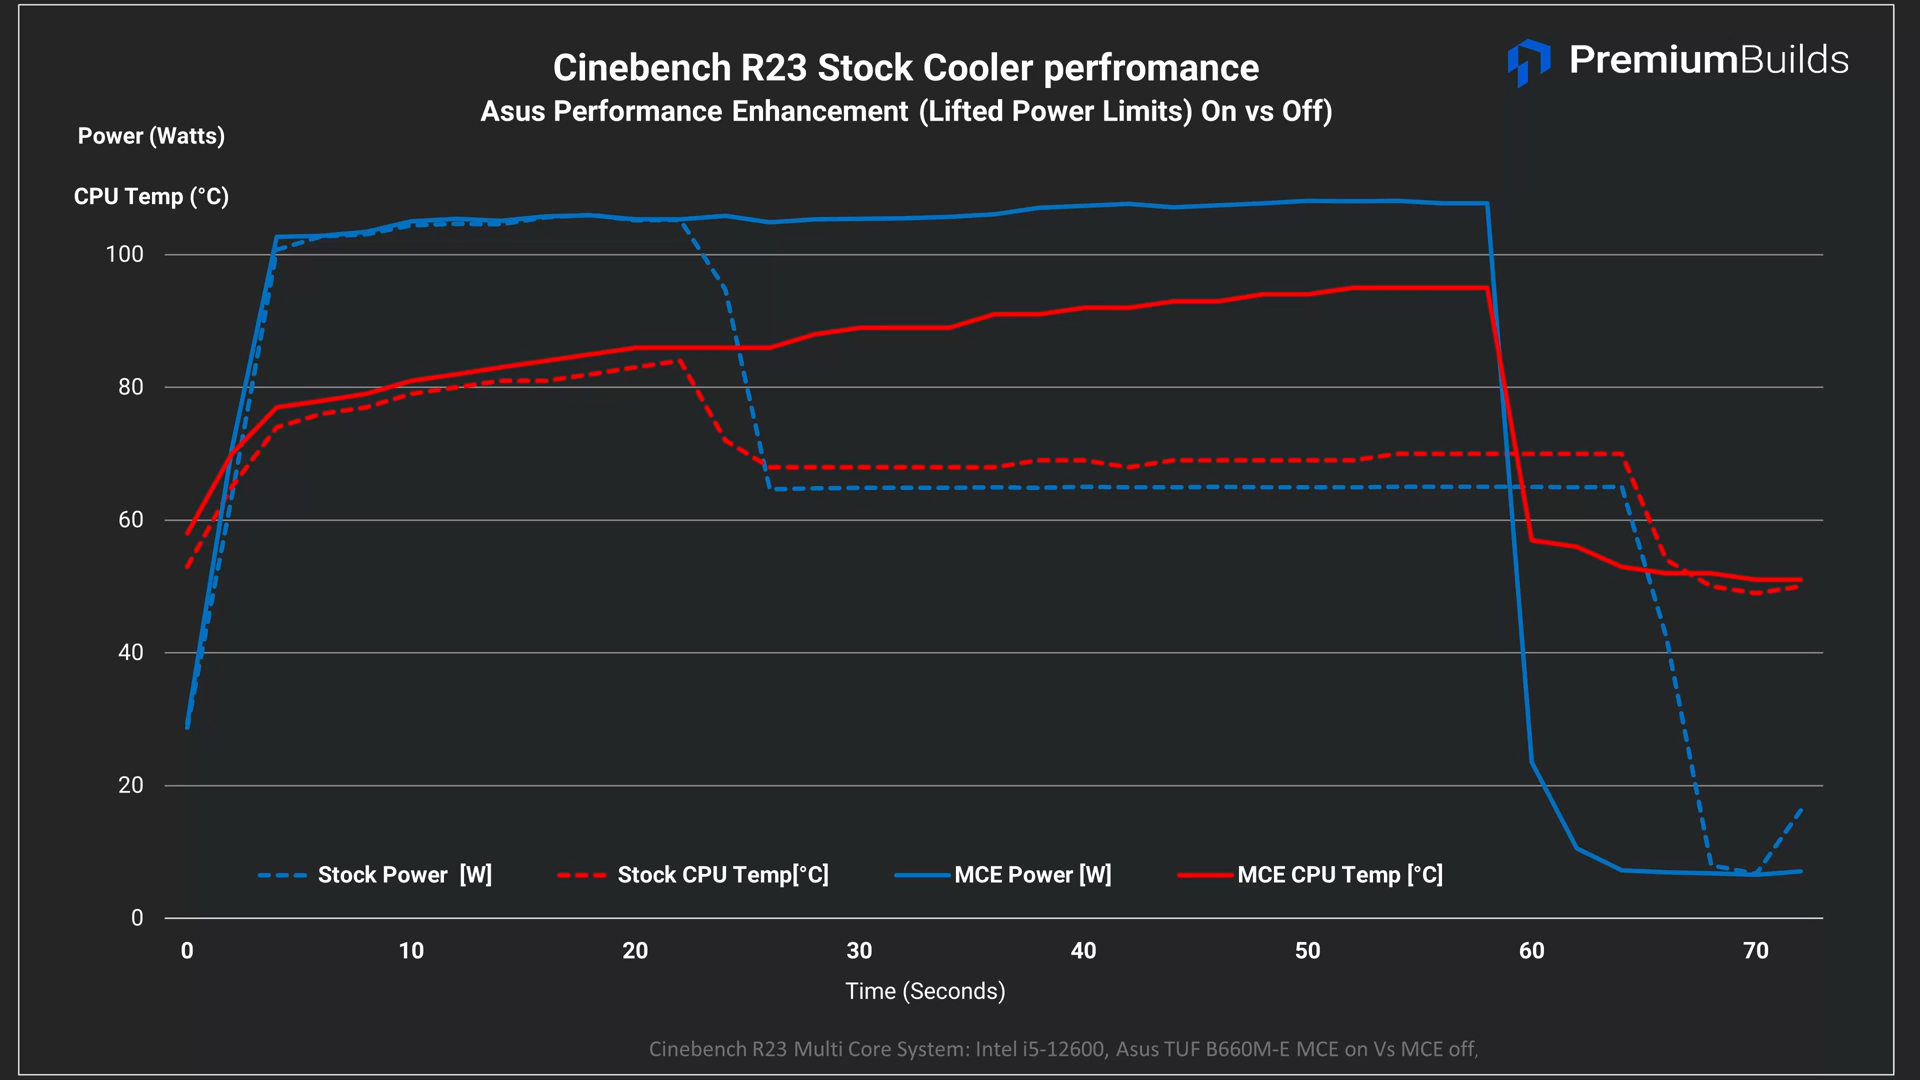 Cinebench R23 Stock Cooler perfromance
PremiumBuilds
Asus Performance Enhancement (Lifted Power Limits) On vs Off)
Power (Watts)
CPU Temp (°C)
100
80
60
40
20
0
Stock Power [W]
Stock CPU Temp[°C]
MCE Power [W]
MCE CPU Temp [°C]
0 10 20 30 40 50 60 70
Time (Seconds)
Cinebench R23 Multi Core System: Intel i5-12600, Asus TUF B660M-E MCE on Vs MCE off,